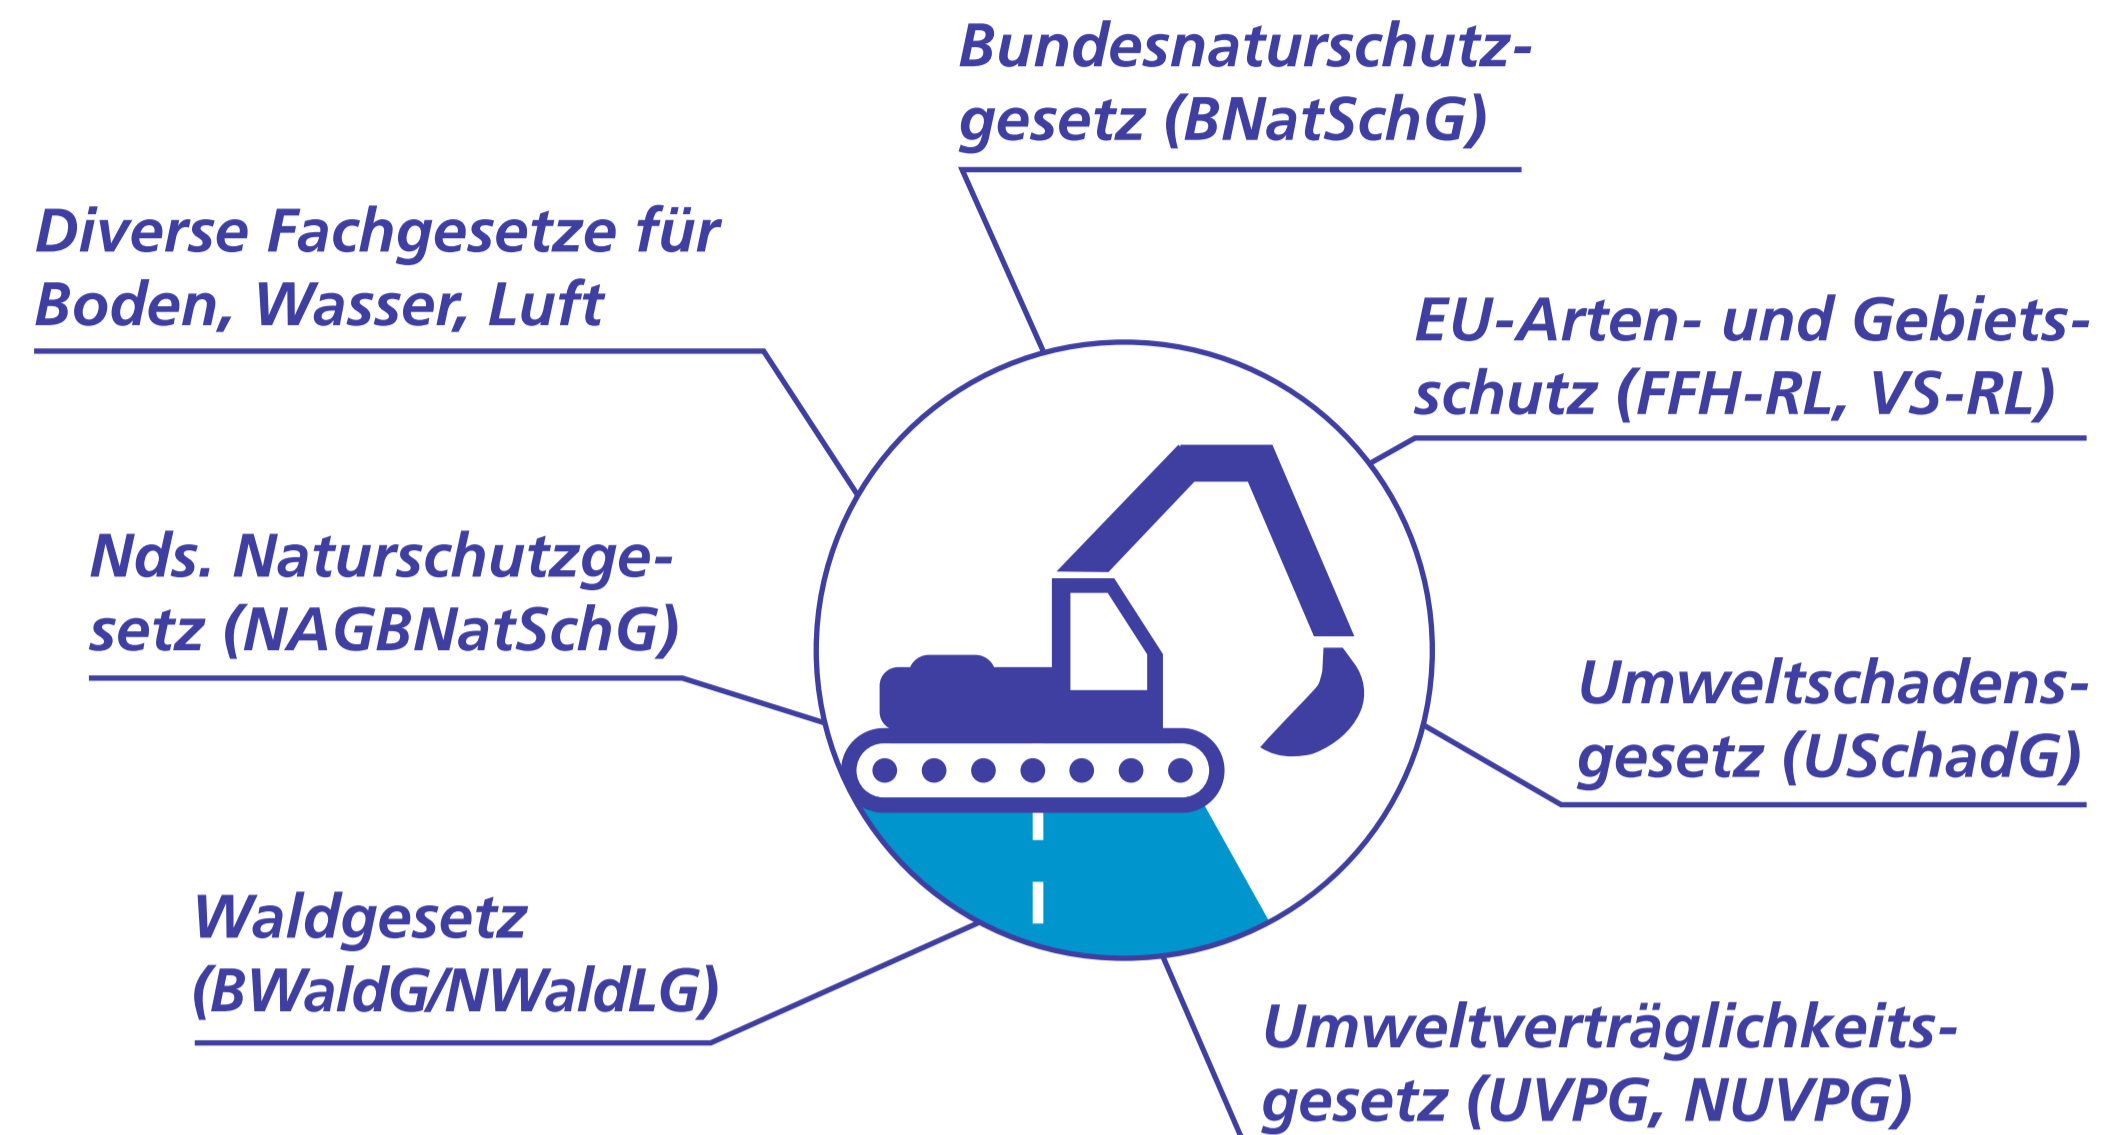 Bundesnaturschutz-
gesetz (BNatSchG)
Diverse Fachgesetze für
Boden, Wasser, Luft
EU-Arten- und Gebiets-
schutz (FFH-RL, VS-RL)
Nds. Naturschutzge-
setz (NAGBNatSchG)
Umweltschadens-
gesetz (USchadG)
Waldgesetz
(BWaldG/NWaldLG)
Umweltverträglichkeits-
gesetz (UVPG, NUVPG)